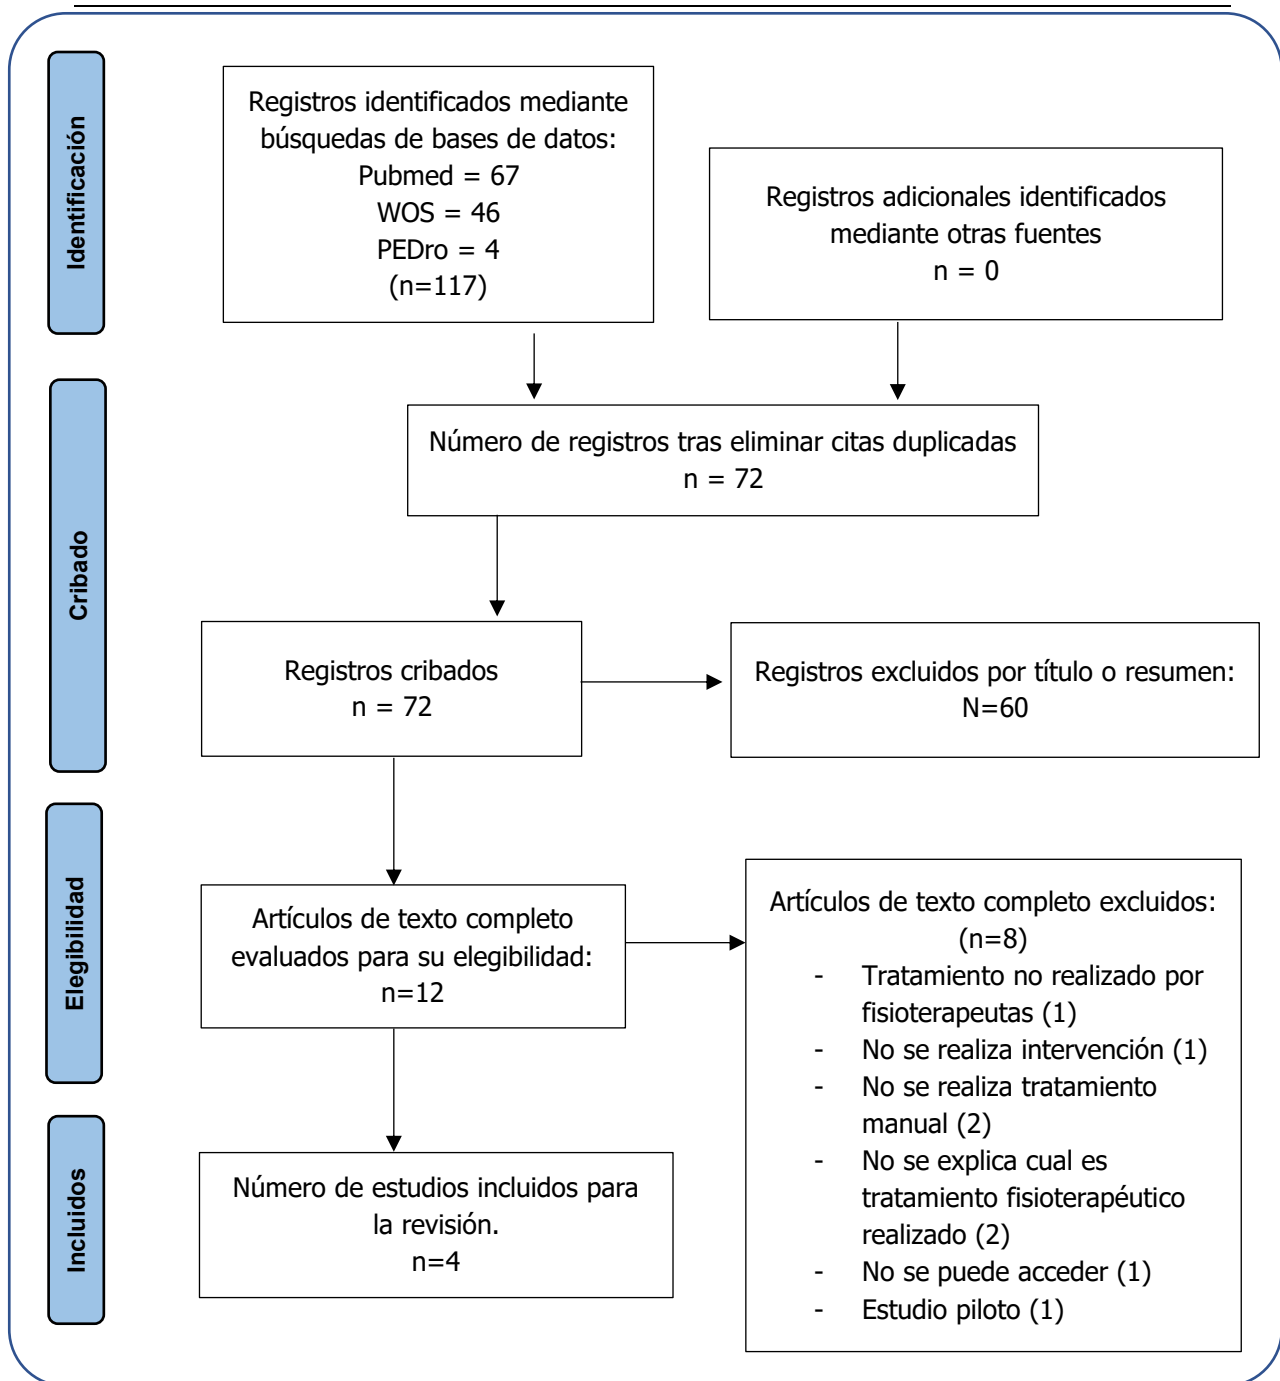 Identificación
Registros identificados mediante
búsquedas de bases de datos:
Pubmed = 67
WOS = 46
PEDro = 4
(n=117)
Registros adicionales identificados
mediante otras fuentes
n = 0
Cribado
Número de registros tras eliminar citas duplicadas
n = 72
Registros cribados
n = 72
Registros excluidos por título o resumen:
N=60
Elegibilidad
Artículos de texto completo
evaluados para su elegibilidad:
n=12
Artículos de texto completo excluidos:
(n=8)
- Tratamiento no realizado por
fisioterapeutas (1)
- No se realiza intervención (1)
- No se realiza tratamiento
manual (2)
- No se explica cual es
tratamiento fisioterapéutico
realizado (2)
- No se puede acceder (1)
- Estudio piloto (1)
Incluidos
Número de estudios incluidos para
la revisión.
n=4